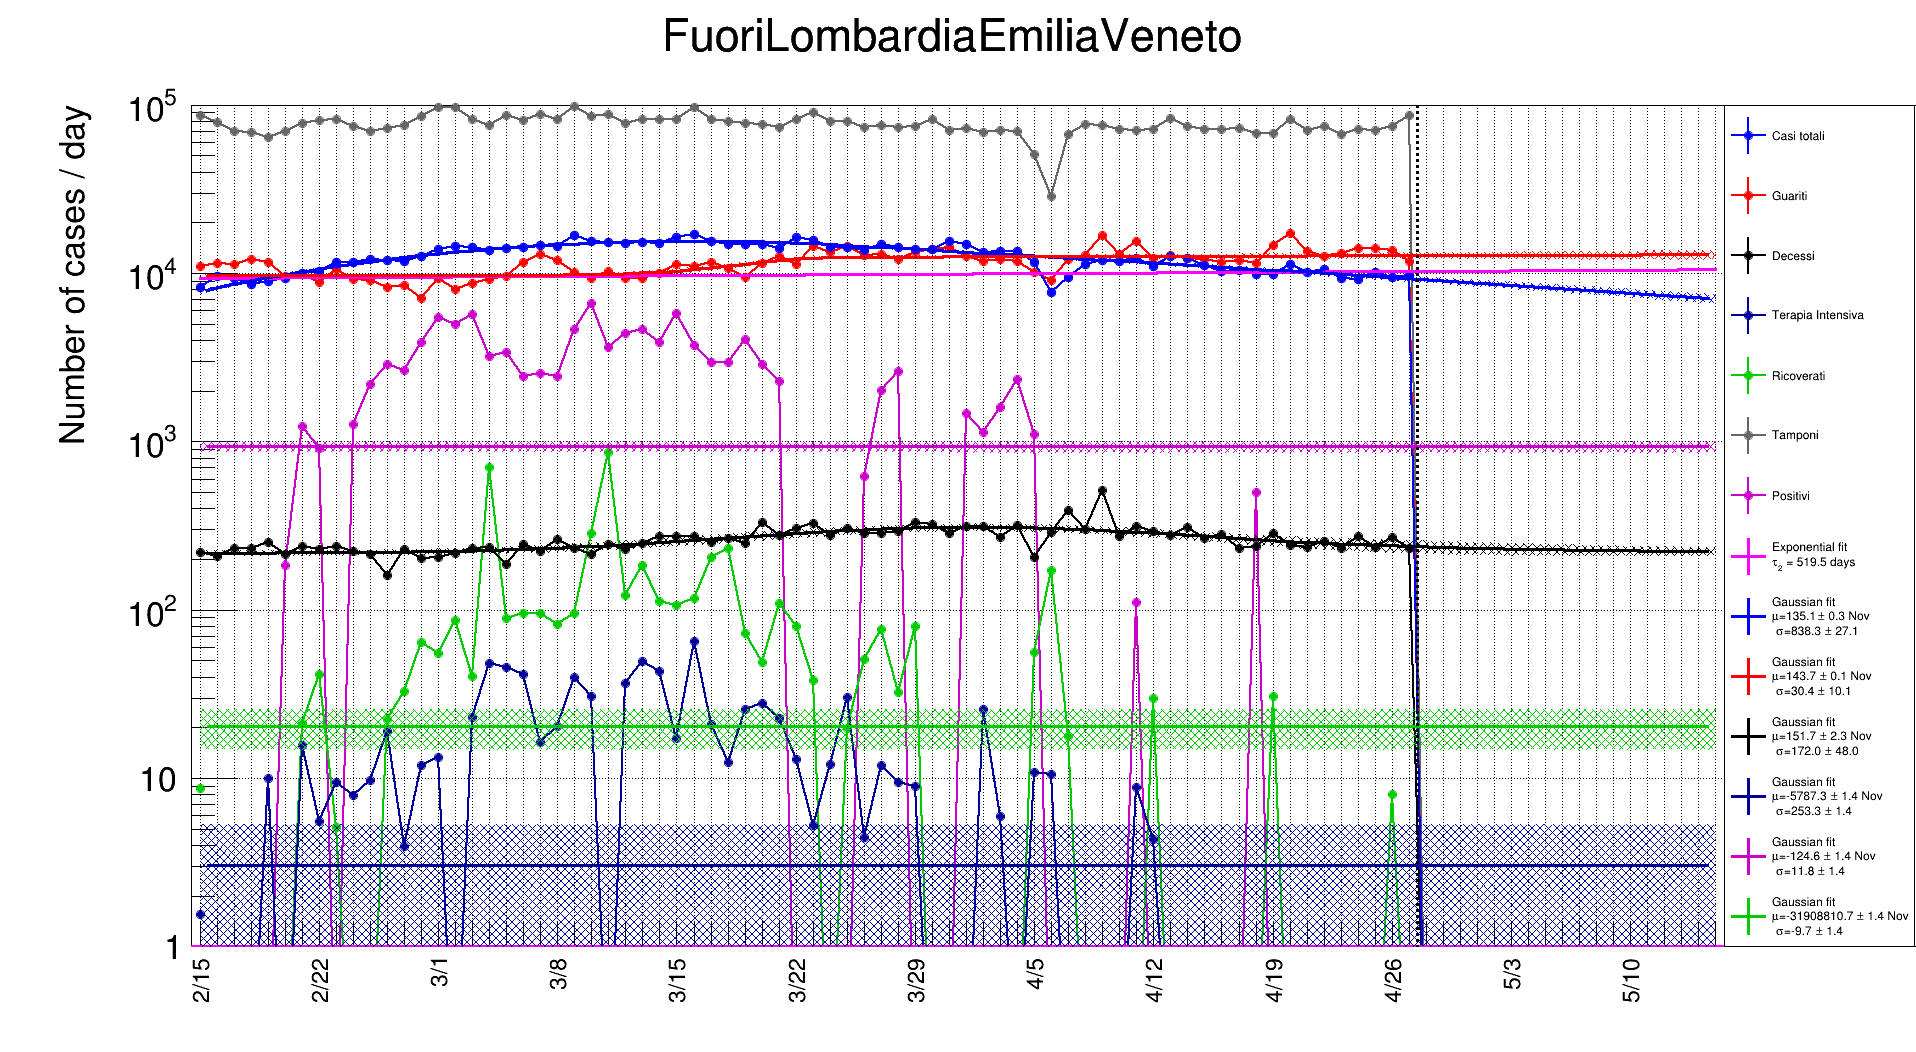 FuoriLombardiaEmiliaVeneto
Number of cases / day
10^5
10^4
10^3
10^2
10
1
2/15 2/22 3/1 3/8 3/15 3/22 3/29 4/5 4/12 4/19 4/26 5/3 5/10
Casi totali
Guariti
Decessi
Terapia Intensiva
Ricoverati
Tamponi
Positivi
Exponential fit
τ_2 = 519.5 days
Gaussian fit
μ=135.1 ± 0.3 Nov
σ=838.3 ± 27.1
Gaussian fit
μ=143.7 ± 0.1 Nov
σ=30.4 ± 10.1
Gaussian fit
μ=151.7 ± 2.3 Nov
σ=172.0 ± 48.0
Gaussian fit
μ=-5787.3 ± 1.4 Nov
σ=253.3 ± 1.4
Gaussian fit
μ=-124.6 ± 1.4 Nov
σ=11.8 ± 1.4
Gaussian fit
μ=-31908810.7 ± 1.4 Nov
σ=-9.7 ± 1.4